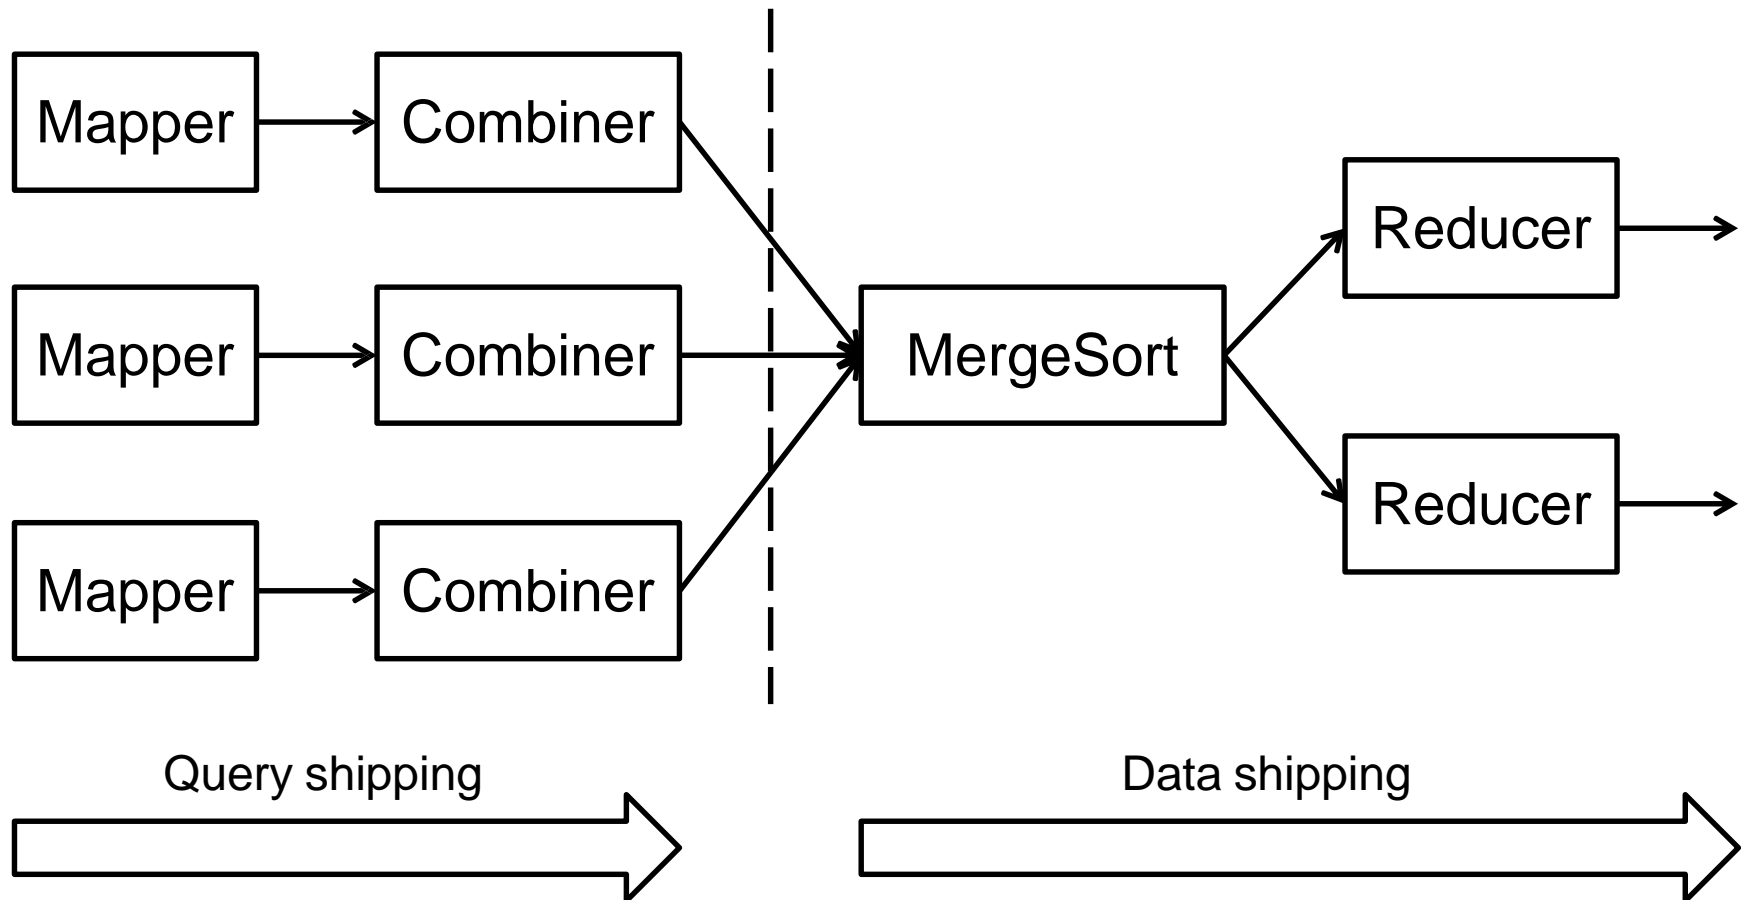 Mapper
Combiner
Reducer
Mapper
Combiner
MergeSort
Reducer
Mapper
Combiner
Query shipping
Data shipping